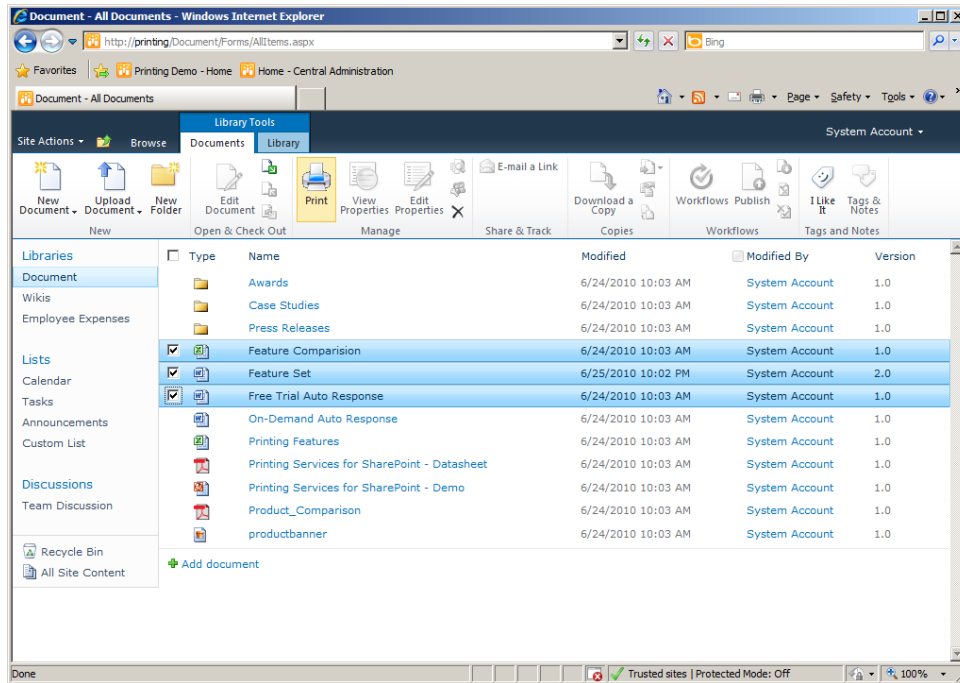 Document - All Documents - Windows Internet Explorer
http://printing/Document/Forms/AllItems.aspx
Bing
Favorites Printing Demo - Home Home - Central Administration
Document - All Documents
Page Safety Tools
Library Tools
System Account
Site Actions Browse Documents Library
New Document
Upload Document
New Folder
New
Edit Document
Open & Check Out
Print
View Properties
Edit Properties
Manage
E-mail a Link
Share & Track
Download a Copy
Copies
Workflows
Publish
Workflows
I Like It
Tags & Notes
Tags and Notes
Libraries
Document
Wikis
Employee Expenses
Lists
Calendar
Tasks
Announcements
Custom List
Discussions
Team Discussion
Recycle Bin
All Site Content
Type Name Modified Modified By Version
Awards 6/24/2010 10:03 AM System Account 1.0
Case Studies 6/24/2010 10:03 AM System Account 1.0
Press Releases 6/24/2010 10:03 AM System Account 1.0
Feature Comparision 6/24/2010 10:03 AM System Account 1.0
Feature Set 6/25/2010 10:02 PM System Account 2.0
Free Trial Auto Response 6/24/2010 10:03 AM System Account 1.0
On-Demand Auto Response 6/24/2010 10:03 AM System Account 1.0
Printing Features 6/24/2010 10:03 AM System Account 1.0
Printing Services for SharePoint - Datasheet 6/24/2010 10:03 AM System Account 1.0
Printing Services for SharePoint - Demo 6/24/2010 10:03 AM System Account 1.0
Product_Comparison 6/24/2010 10:03 AM System Account 1.0
productbanner 6/24/2010 10:03 AM System Account 1.0
Add document
Done
Trusted sites | Protected Mode: Off
100%